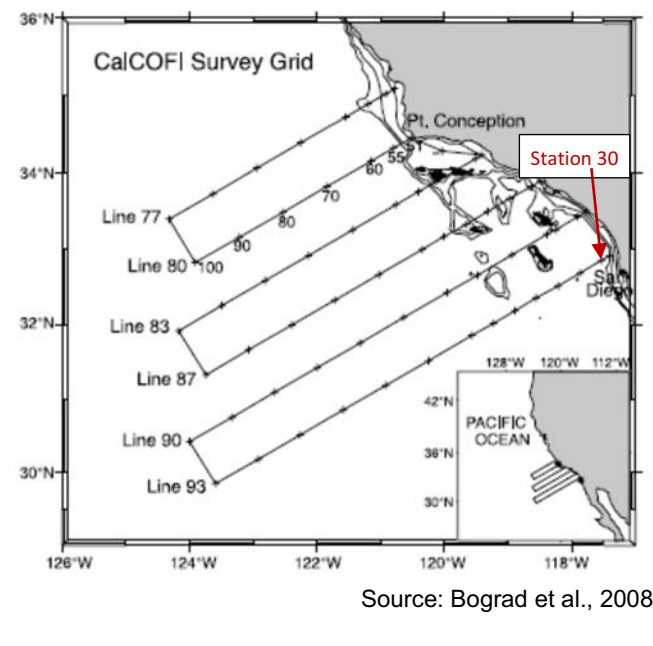 36°N
CalCOFI Survey Grid
Pt. Conception
Station 30
34°N
55 51
60
70
80
90
100
Line 77
Line 80
Line 83
Line 87
Line 90
Line 93
San
Diego
32°N
30°N
128°W 120°W 112°W
42°N
PACIFIC
OCEAN
36°N
30°N
126°W 124°W 122°W 120°W 118°W
Source: Bograd et al., 2008